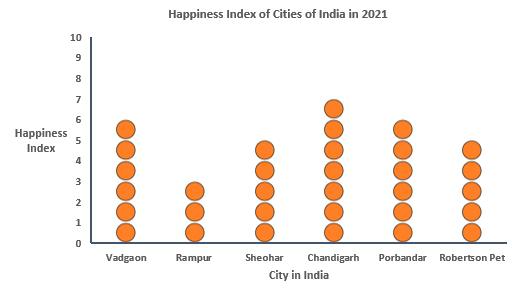 Happiness Index of Cities of India in 2021
10
9
8
7
6
5
4
3
2
1
0
Happiness
Index
Vadgaon Rampur Sheohar Chandigarh Porbandar Robertson Pet
City in India